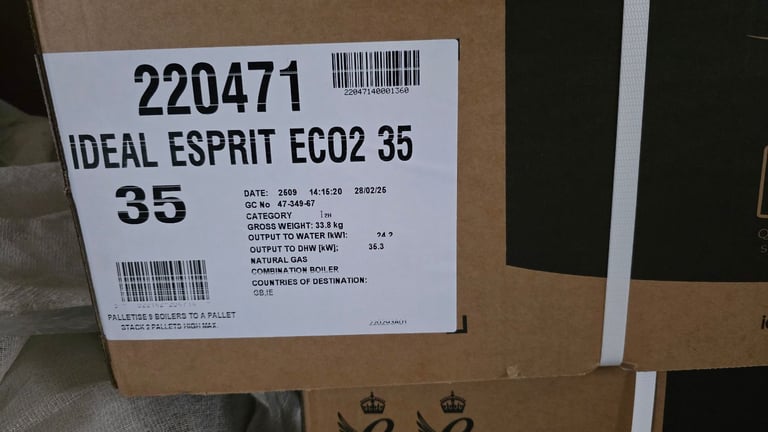 220471
22047140001360
IDEAL ESPRIT ECO2 35
35
DATE: 2509 14:15:20 28/02/25
GC No 47-349-67
CATEGORY I 2H
GROSS WEIGHT: 33.8 kg
OUTPUT TO WATER [kW]: 24.2
OUTPUT TO DHW [kW]; 35.3
NATURAL GAS
COMBINATION BOILER
COUNTRIES OF DESTINATION:
GB,IE
PALLETISE 9 BOILERS TO A PALLET
STACK 2 PALLETS HIGH MAX.